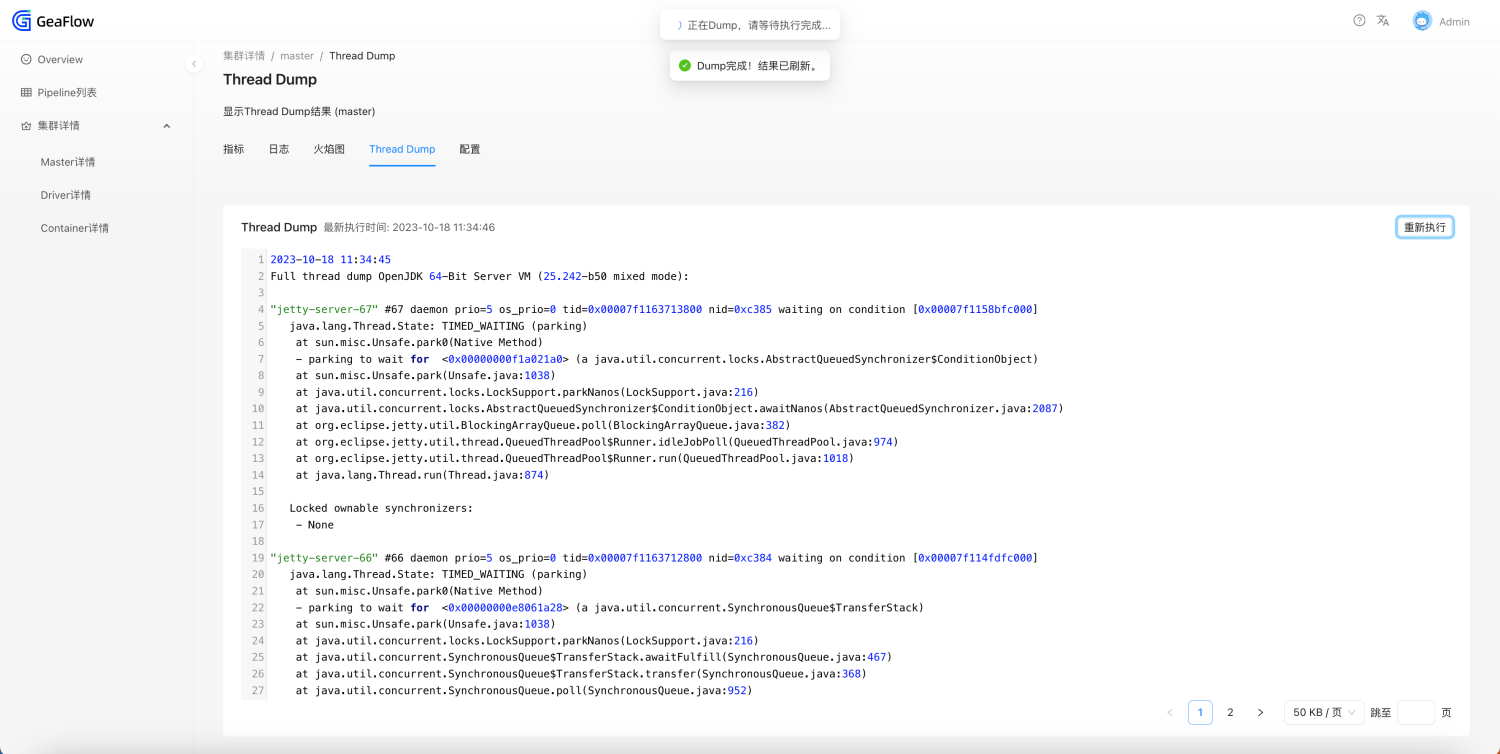 GeaFlow
正在Dump，请等待执行完成...
Admin
Dump完成！结果已刷新。
Overview
Pipeline列表
集群详情
Master详情
Driver详情
Container详情
集群详情 / master / Thread Dump
Thread Dump
显示Thread Dump结果 (master)
指标 日志 火焰图 Thread Dump 配置
Thread Dump 最新执行时间: 2023-10-18 11:34:46
重新执行
1 2023-10-18 11:34:45
2 Full thread dump OpenJDK 64-Bit Server VM (25.242-b50 mixed mode):
3
4 "jetty-server-67" #67 daemon prio=5 os_prio=0 tid=0x00007f1163713800 nid=0xc385 waiting on condition [0x00007f1158bfc000]
5 java.lang.Thread.State: TIMED_WAITING (parking)
6 at sun.misc.Unsafe.park0(Native Method)
7 - parking to wait for <0x00000000f1a021a0> (a java.util.concurrent.locks.AbstractQueuedSynchronizer$ConditionObject)
8 at sun.misc.Unsafe.park(Unsafe.java:1038)
9 at java.util.concurrent.locks.LockSupport.parkNanos(LockSupport.java:216)
10 at java.util.concurrent.locks.AbstractQueuedSynchronizer$ConditionObject.awaitNanos(AbstractQueuedSynchronizer.java:2087)
11 at org.eclipse.jetty.util.BlockingArrayQueue.poll(BlockingArrayQueue.java:382)
12 at org.eclipse.jetty.util.thread.QueuedThreadPool$Runner.idleJobPoll(QueuedThreadPool.java:974)
13 at org.eclipse.jetty.util.thread.QueuedThreadPool$Runner.run(QueuedThreadPool.java:1018)
14 at java.lang.Thread.run(Thread.java:874)
15
16 Locked ownable synchronizers:
17 - None
18
19 "jetty-server-66" #66 daemon prio=5 os_prio=0 tid=0x00007f1163712800 nid=0xc384 waiting on condition [0x00007f114fdfc000]
20 java.lang.Thread.State: TIMED_WAITING (parking)
21 at sun.misc.Unsafe.park0(Native Method)
22 - parking to wait for <0x00000000e8061a28> (a java.util.concurrent.SynchronousQueue$TransferStack)
23 at sun.misc.Unsafe.park(Unsafe.java:1038)
24 at java.util.concurrent.locks.LockSupport.parkNanos(LockSupport.java:216)
25 at java.util.concurrent.SynchronousQueue$TransferStack.awaitFulfill(SynchronousQueue.java:467)
26 at java.util.concurrent.SynchronousQueue$TransferStack.transfer(SynchronousQueue.java:368)
27 at java.util.concurrent.SynchronousQueue.poll(SynchronousQueue.java:952)
1 2 50 KB / 页 跳至 页